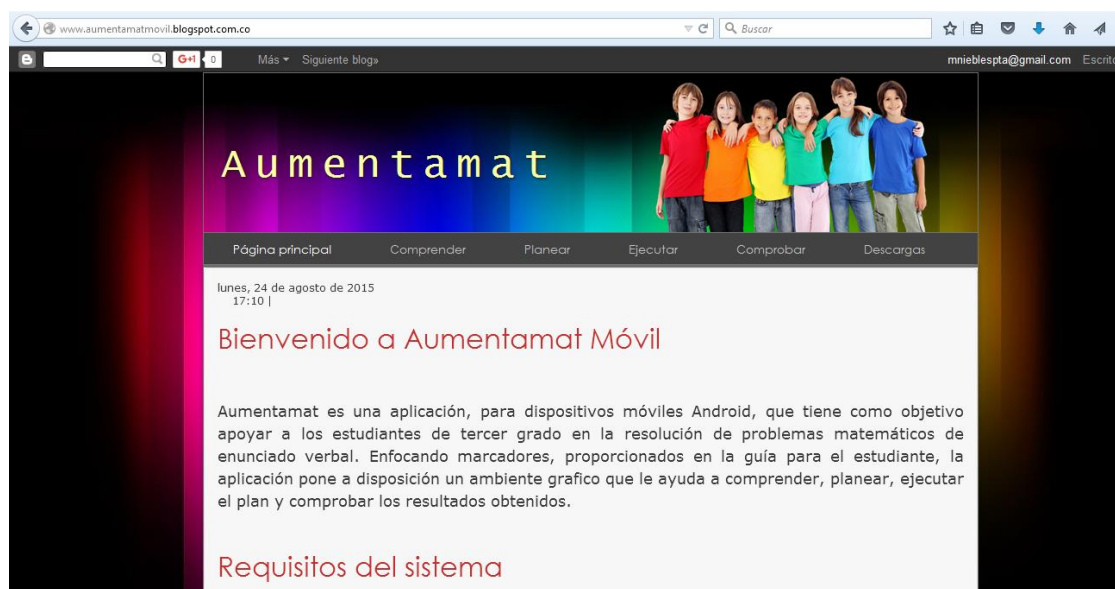 www.aumentamatmovil.blogspot.com.co
Buscar
G+1 0 Más Siguiente blog»
mnieblespta@gmail.com
Aumentamat
Página principal Comprender Planear Ejecutar Comprobar Descargas
lunes, 24 de agosto de 2015
17:10 |
Bienvenido a Aumentamat Móvil
Aumentamat es una aplicación, para dispositivos móviles Android, que tiene como objetivo
apoyar a los estudiantes de tercer grado en la resolución de problemas matemáticos de
enunciado verbal. Enfocando marcadores, proporcionados en la guía para el estudiante, la
aplicación pone a disposición un ambiente grafico que le ayuda a comprender, planear, ejecutar
el plan y comprobar los resultados obtenidos.
Requisitos del sistema